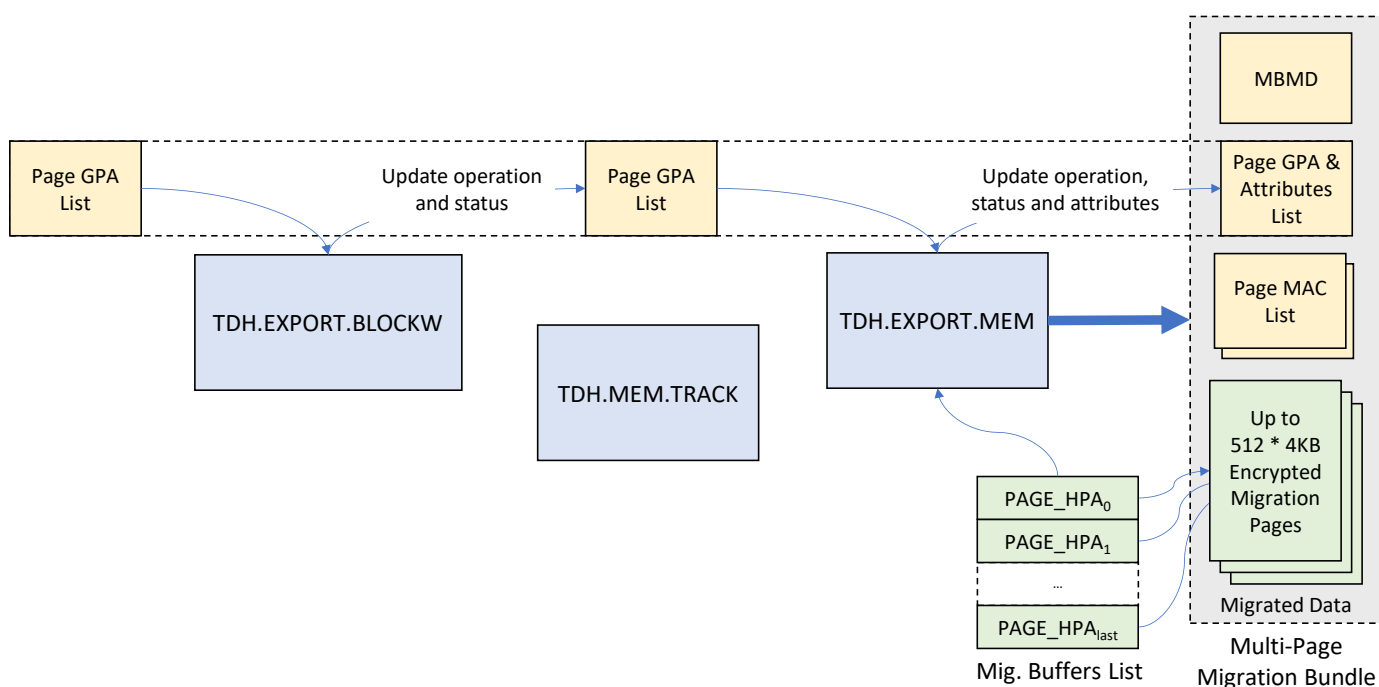 MBMD
Page GPA
List
Update operation
and status
Page GPA
List
Update operation,
status and attributes
Page GPA &
Attributes
List
TDH.EXPORT.BLOCKW
TDH.MEM.TRACK
TDH.EXPORT.MEM
Page MAC
List
Up to
512 * 4KB
Encrypted
Migration
Pages
PAGE_HPA0
PAGE_HPA1
...
PAGE_HPAlast
Mig. Buffers List
Migrated Data
Multi-Page
Migration Bundle